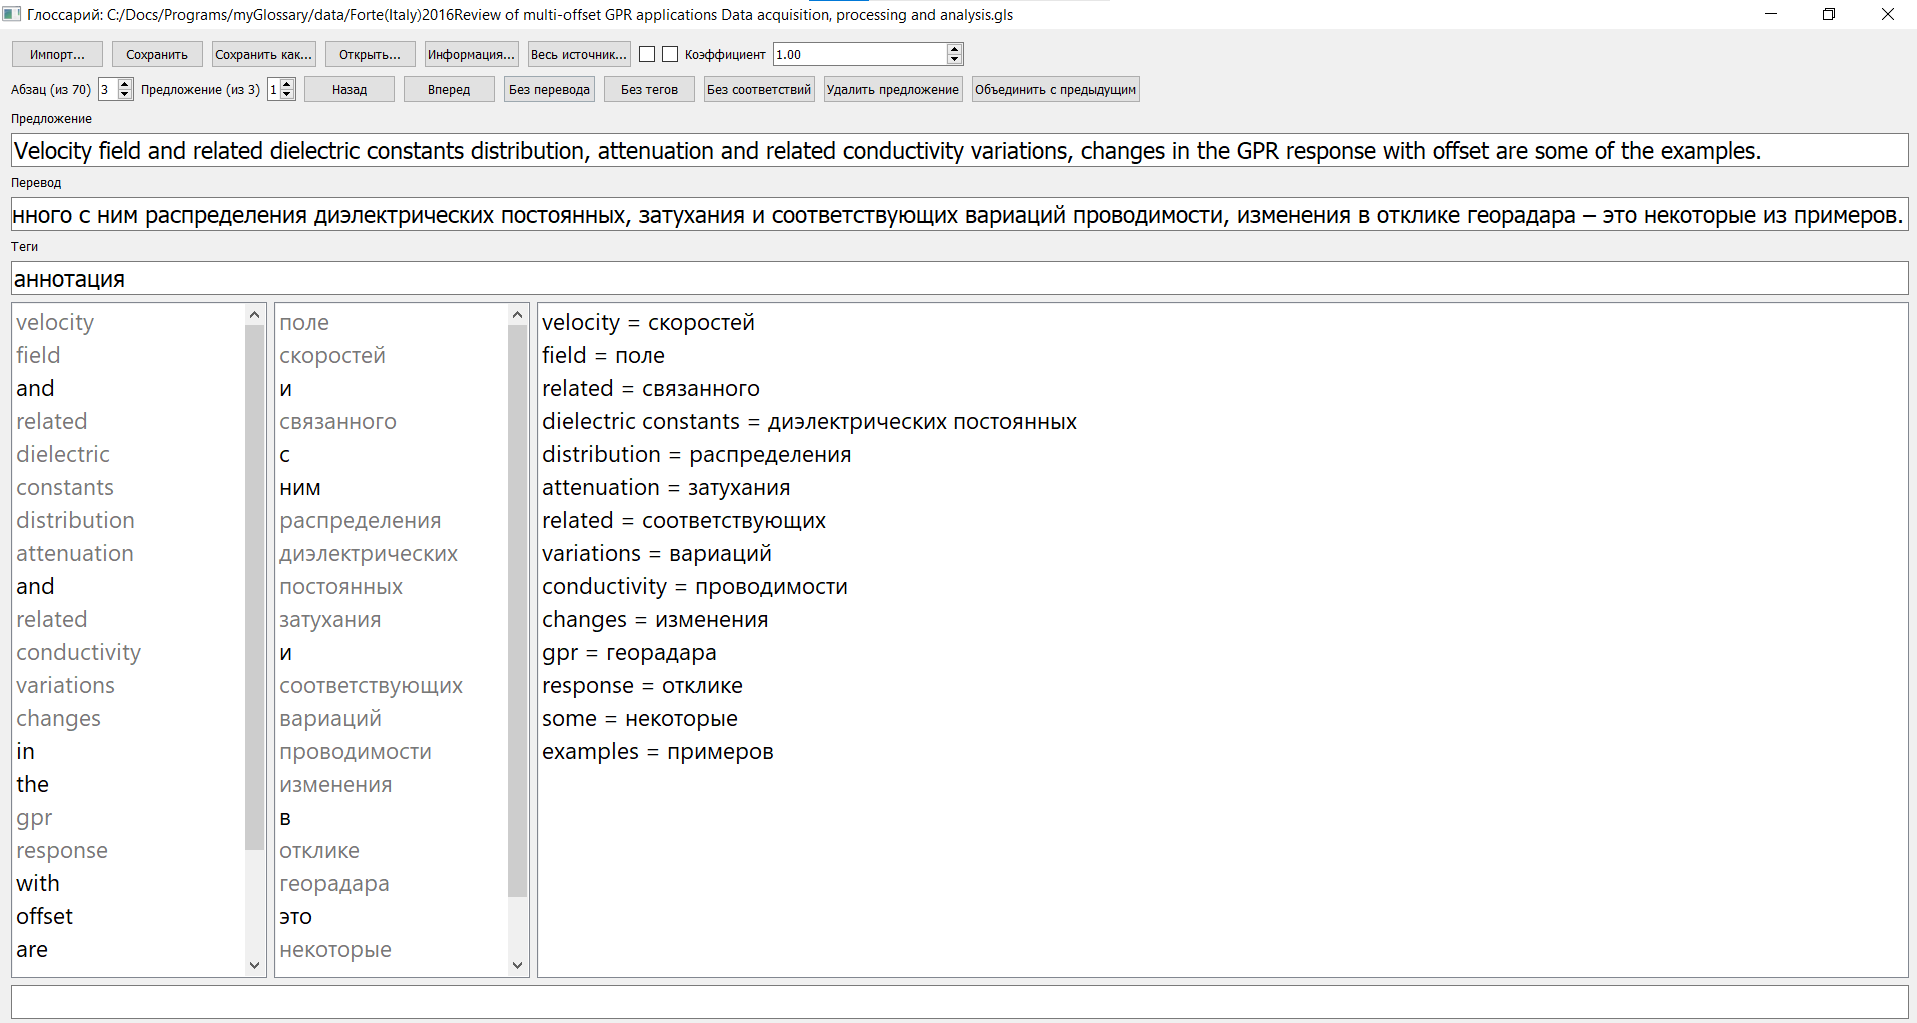 Глоссарий: C:/Docs/Programs/myGlossary/data/Forte(Italy)2016Review of multi-offset GPR applications Data acquisition, processing and analysis.gls
Импорт... Сохранить Сохранить как... Открыть... Информация... Весь источник... Коэффициент 1.00
Абзац (из 70) 3 Предложение (из 3) 1 Назад Вперед Без перевода Без тегов Без соответствий Удалить предложение Объединить с предыдущим
Предложение
Velocity field and related dielectric constants distribution, attenuation and related conductivity variations, changes in the GPR response with offset are some of the examples.
Перевод
нного с ним распределения диэлектрических постоянных, затухания и соответствующих вариаций проводимости, изменения в отклике георадара – это некоторые из примеров.
Теги
аннотация
velocity
field
and
related
dielectric
constants
distribution
attenuation
and
related
conductivity
variations
changes
in
the
gpr
response
with
offset
are
поле
скоростей
и
связанного
с
ним
распределения
диэлектрических
постоянных
затухания
и
соответствующих
вариаций
проводимости
изменения
в
отклике
георадара
это
некоторые
velocity = скоростей
field = поле
related = связанного
dielectric constants = диэлектрических постоянных
distribution = распределения
attenuation = затухания
related = соответствующих
variations = вариаций
conductivity = проводимости
changes = изменения
gpr = георадара
response = отклике
some = некоторые
examples = примеров